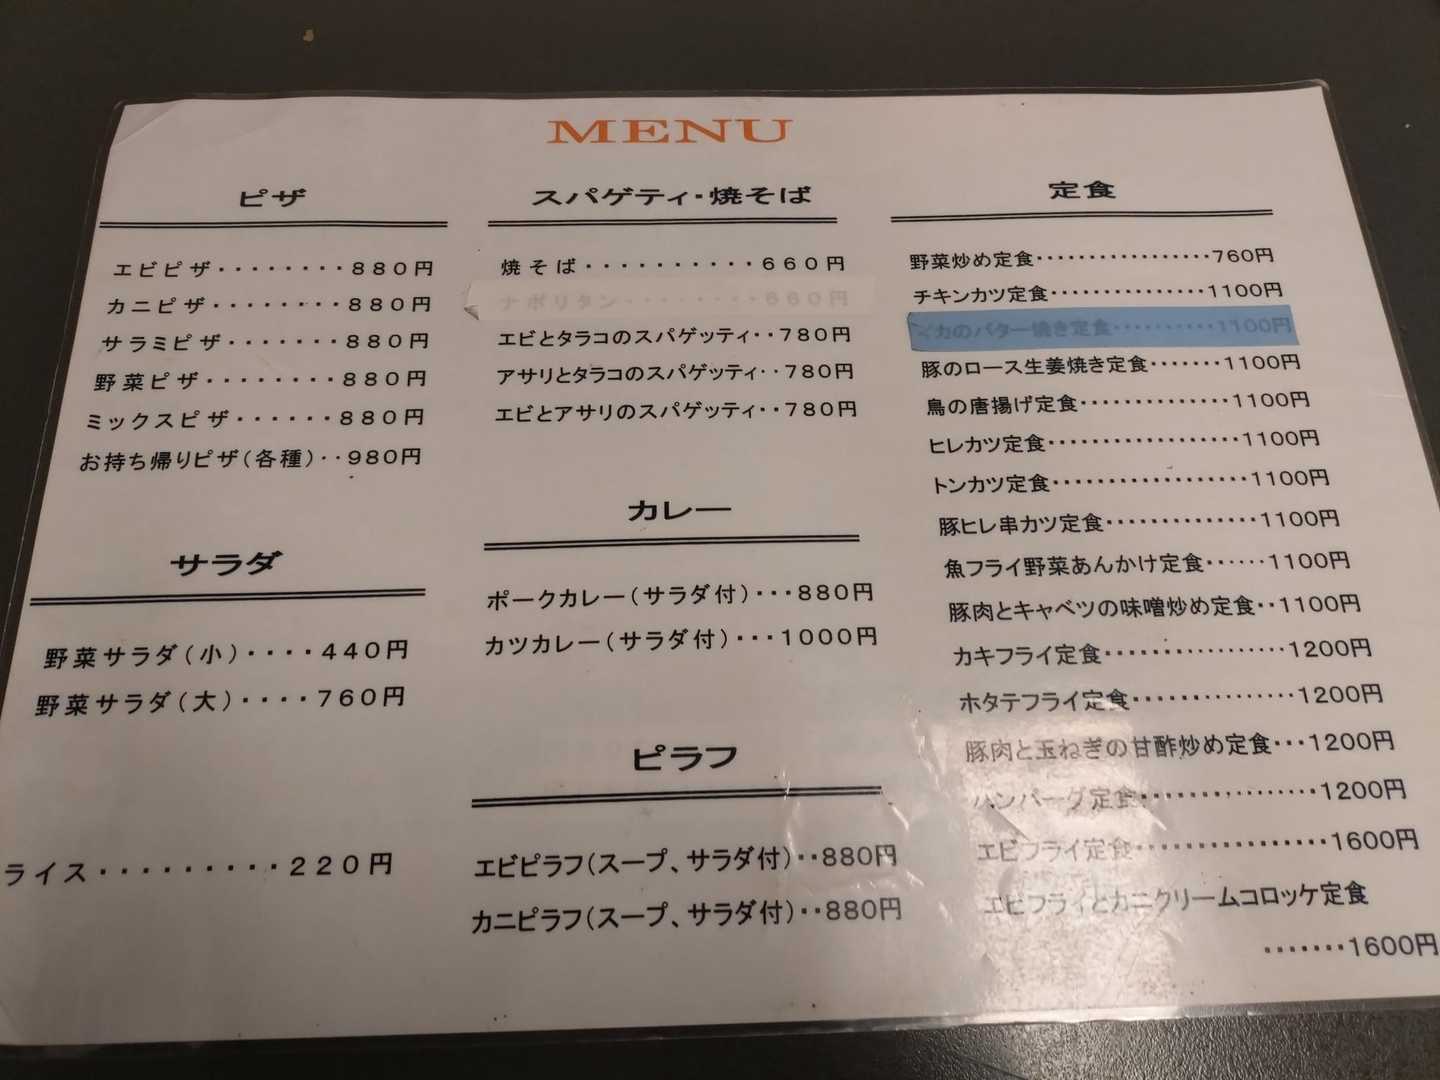 MENU
ピザ
エビピザ・・・・・・・・880円
カニピザ・・・・・・・・880円
サラミピザ・・・・・・・880円
野菜ピザ・・・・・・・・880円
ミックスピザ・・・・・・880円
お持ち帰りピザ(各種)・・980円
サラダ
野菜サラダ(小)・・・・440円
野菜サラダ(大)・・・・760円
ライス・・・・・・・・・220円
スパゲティ・焼そば
焼そば・・・・・・・・・・660円
ナポリタン・・・・・・・・660円
エビとタラコのスパゲッティ・・780円
アサリとタラコのスパゲッティ・・780円
エビとアサリのスパゲッティ・・780円
カレー
ポークカレー(サラダ付)・・・880円
カツカレー(サラダ付)・・・1000円
ピラフ
エビピラフ(スープ、サラダ付)・・880円
カニピラフ(スープ、サラダ付)・・880円
定食
野菜炒め定食・・・・・・・・・・・・・・・・・760円
チキンカツ定食・・・・・・・・・・・・・・・1100円
カのバター焼き定食・・・・・・・・・・1100円
豚のロース生姜焼き定食・・・・・・・1100円
鳥の唐揚げ定食・・・・・・・・・・・・・・1100円
ヒレカツ定食・・・・・・・・・・・・・・・・・・1100円
トンカツ定食・・・・・・・・・・・・・・・・・・・1100円
豚ヒレ串カツ定食・・・・・・・・・・・・・・1100円
魚フライ野菜あんかけ定食・・・・・・1100円
豚肉とキャベツの味噌炒め定食・・1100円
カキフライ定食・・・・・・・・・・・・・・・・・1200円
ホタテフライ定食・・・・・・・・・・・・・・・1200円
豚肉と玉ねぎの甘酢炒め定食・・・1200円
ハンバーグ定食・・・・・・・・・・・・・・・・1200円
エビフライ定食・・・・・・・・・・・・・・・・・1600円
エビフライとカニクリームコロッケ定食
・・・・・・・1600円